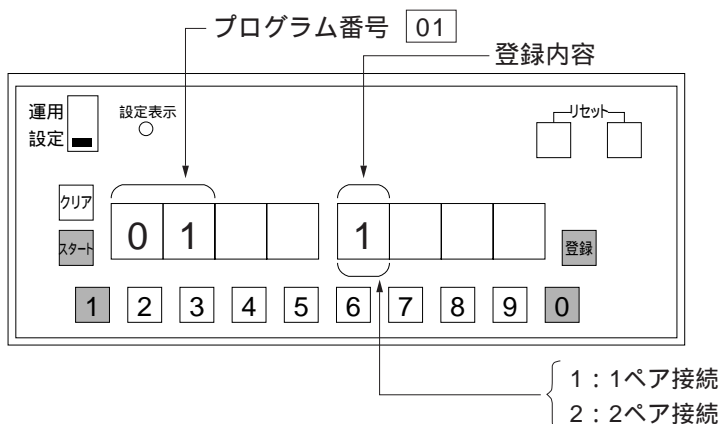 プログラム番号 01
登録内容
運用
設定
設定表示
リセット
クリア
スタート
0 1 1
登録
1 2 3 4 5 6 7 8 9 0
1：1ペア接続
2：2ペア接続